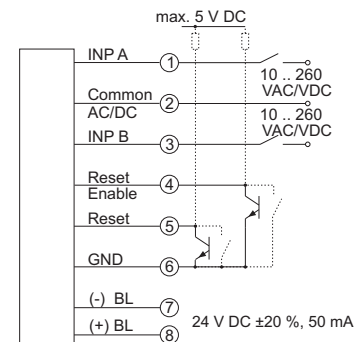 max. 5 V DC
INP A
1
10 .. 260
VAC/VDC
Common
AC/DC
2
10 .. 260
VAC/VDC
INP B
3
Reset
Enable
4
Reset
5
GND
6
(-) BL
7
(+) BL
8
24 V DC ±20 %, 50 mA